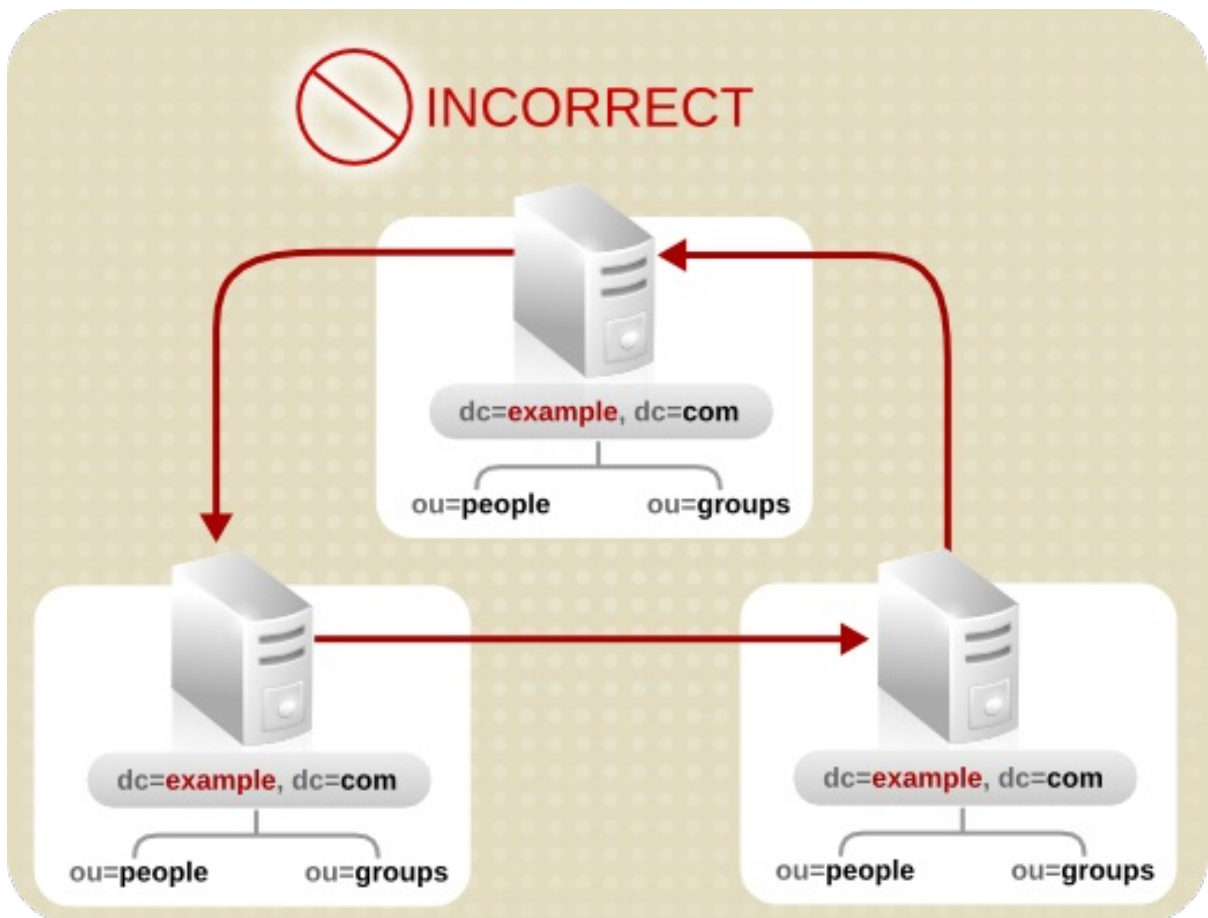 INCORRECT
dc=example, dc=com
ou=people
ou=groups
dc=example, dc=com
ou=people
ou=groups
dc=example, dc=com
ou=people
ou=groups